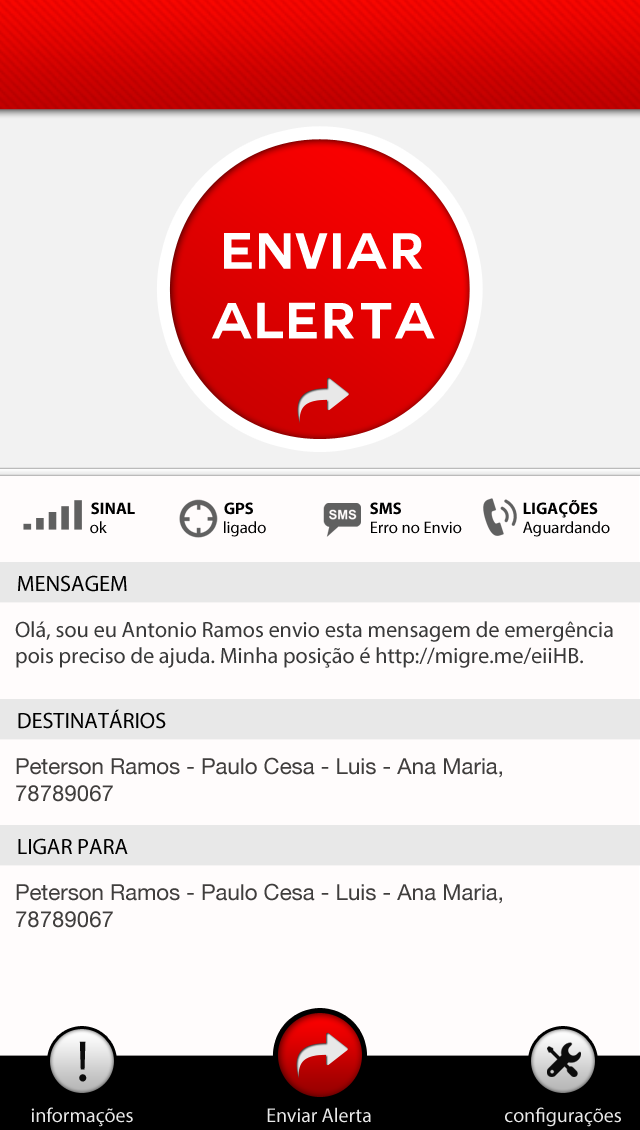 ENVIAR
ALERTA
SINAL
ok
GPS
ligado
SMS
SMS
Erro no Envio
LIGAÇÕES
Aguardando
MENSAGEM
Olá, sou eu Antonio Ramos envio esta mensagem de emergência
pois preciso de ajuda. Minha posição é http://migre.me/eiiHB.
DESTINATÁRIOS
Peterson Ramos - Paulo Cesa - Luis - Ana Maria,
78789067
LIGAR PARA
Peterson Ramos - Paulo Cesa - Luis - Ana Maria,
78789067
informações
Enviar Alerta
configurações